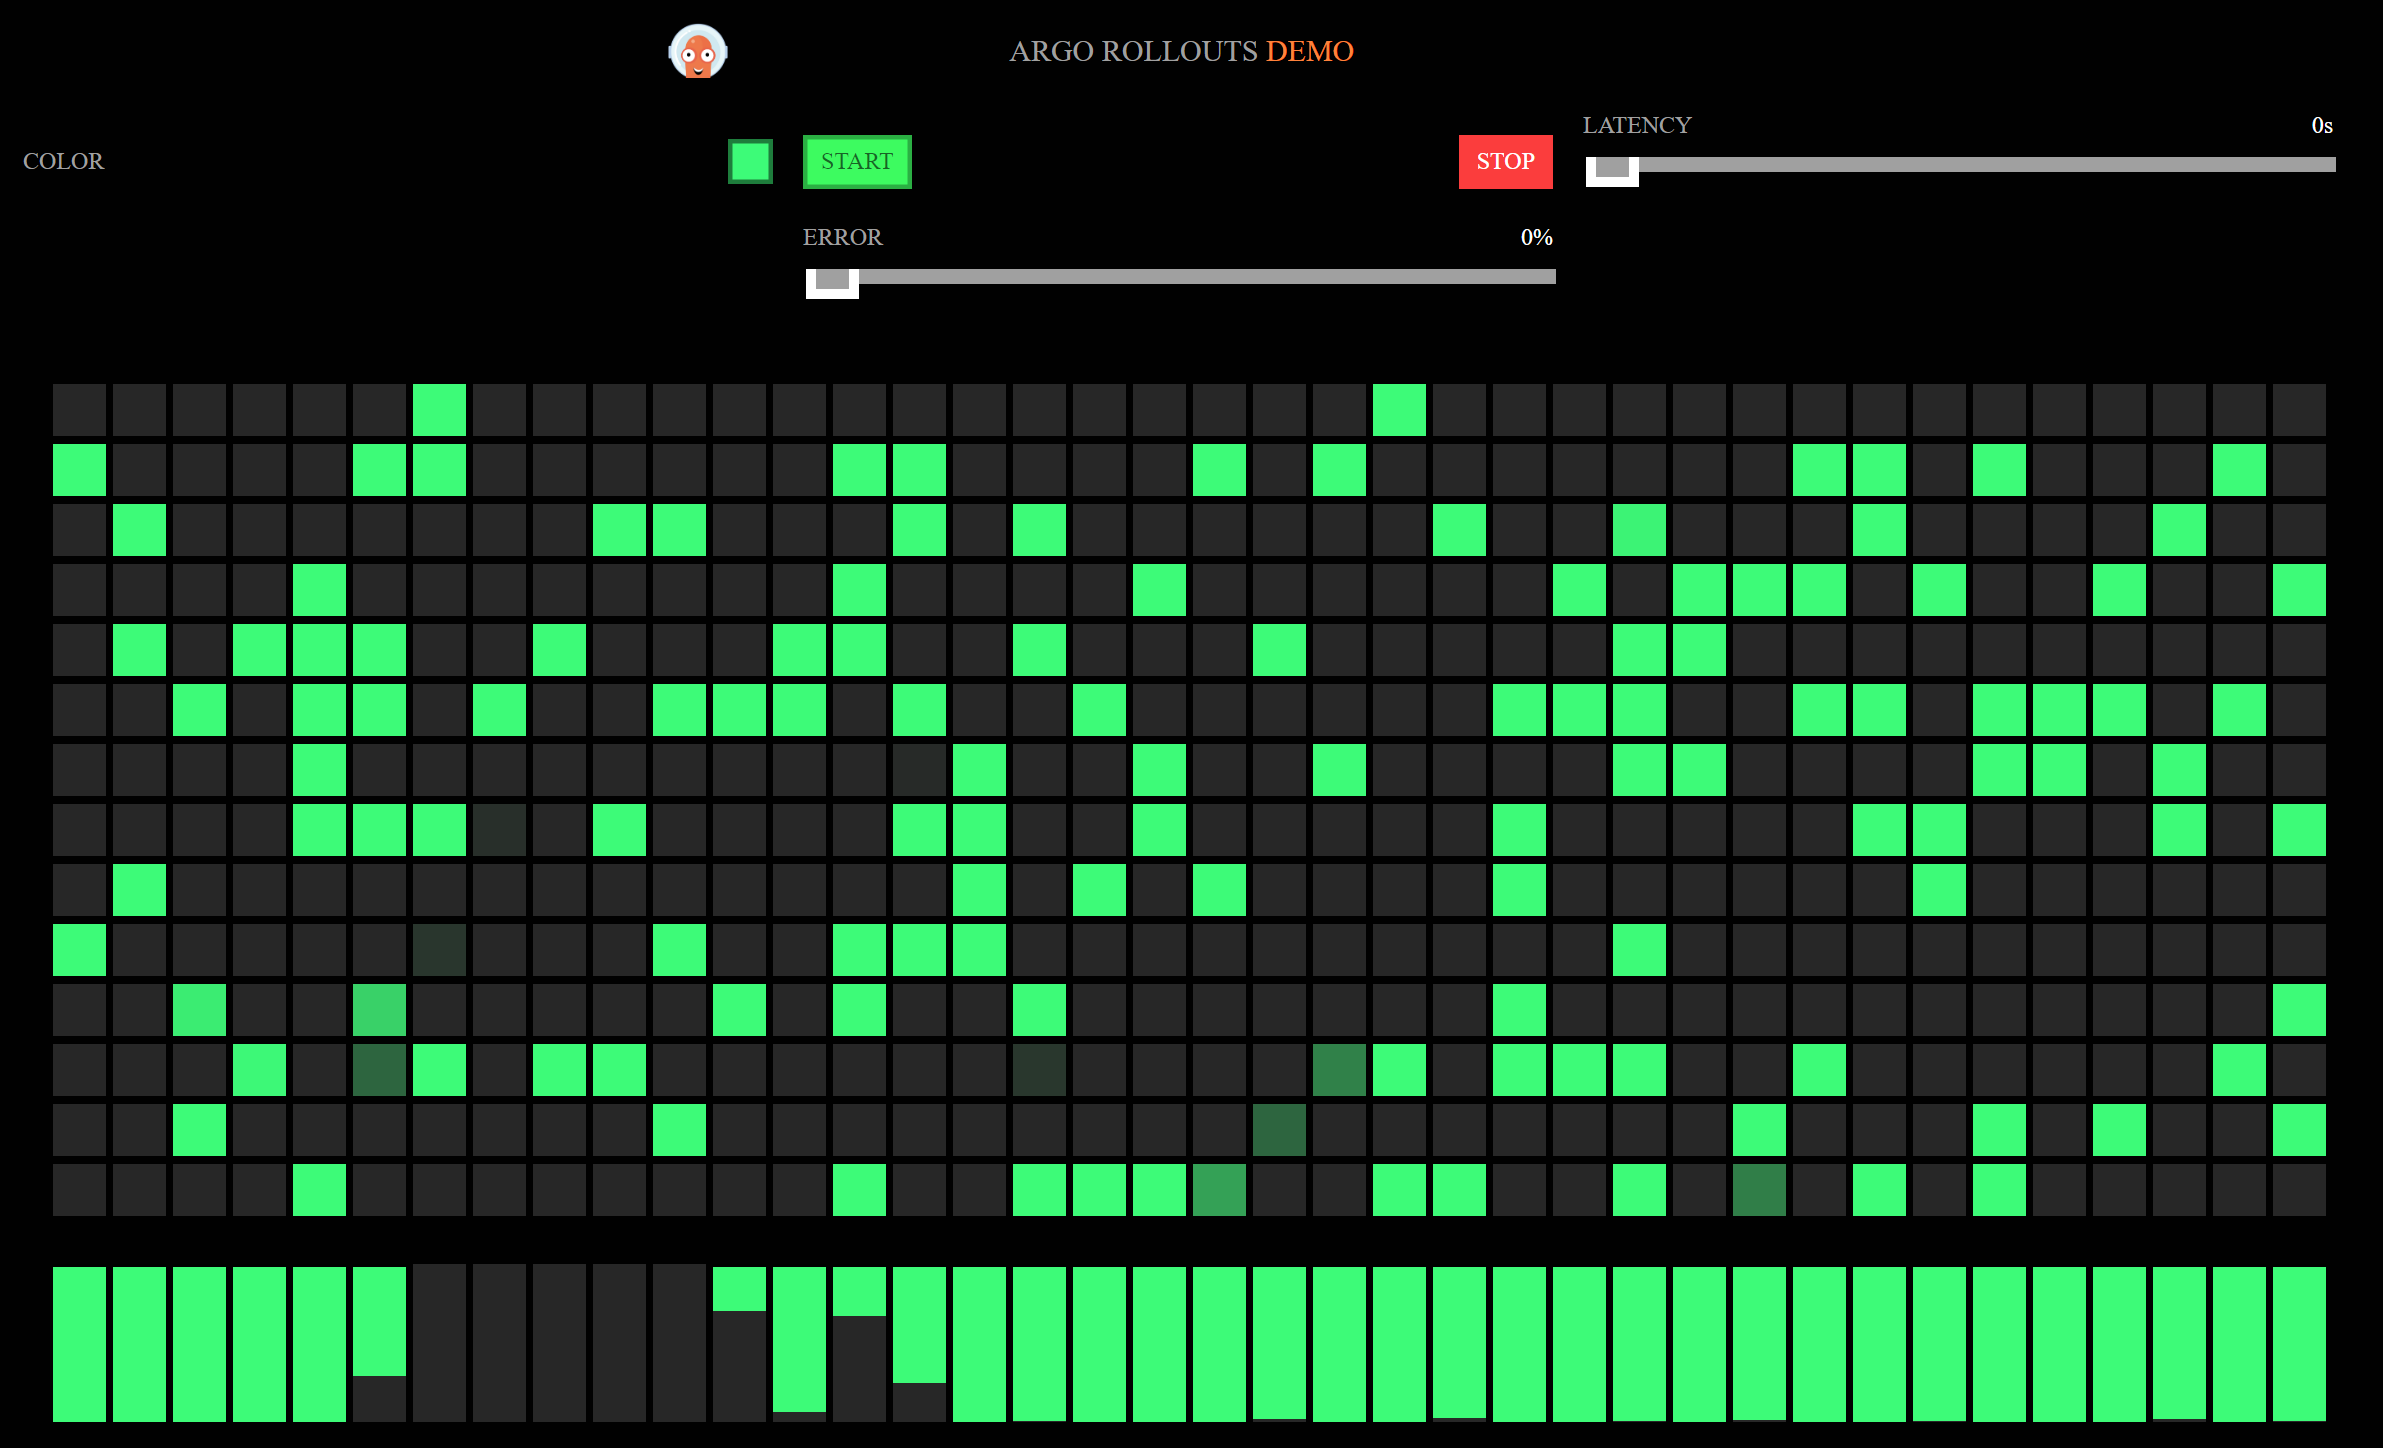 ARGO ROLLOUTS DEMO
COLOR
START
STOP
LATENCY 0s
ERROR 0%